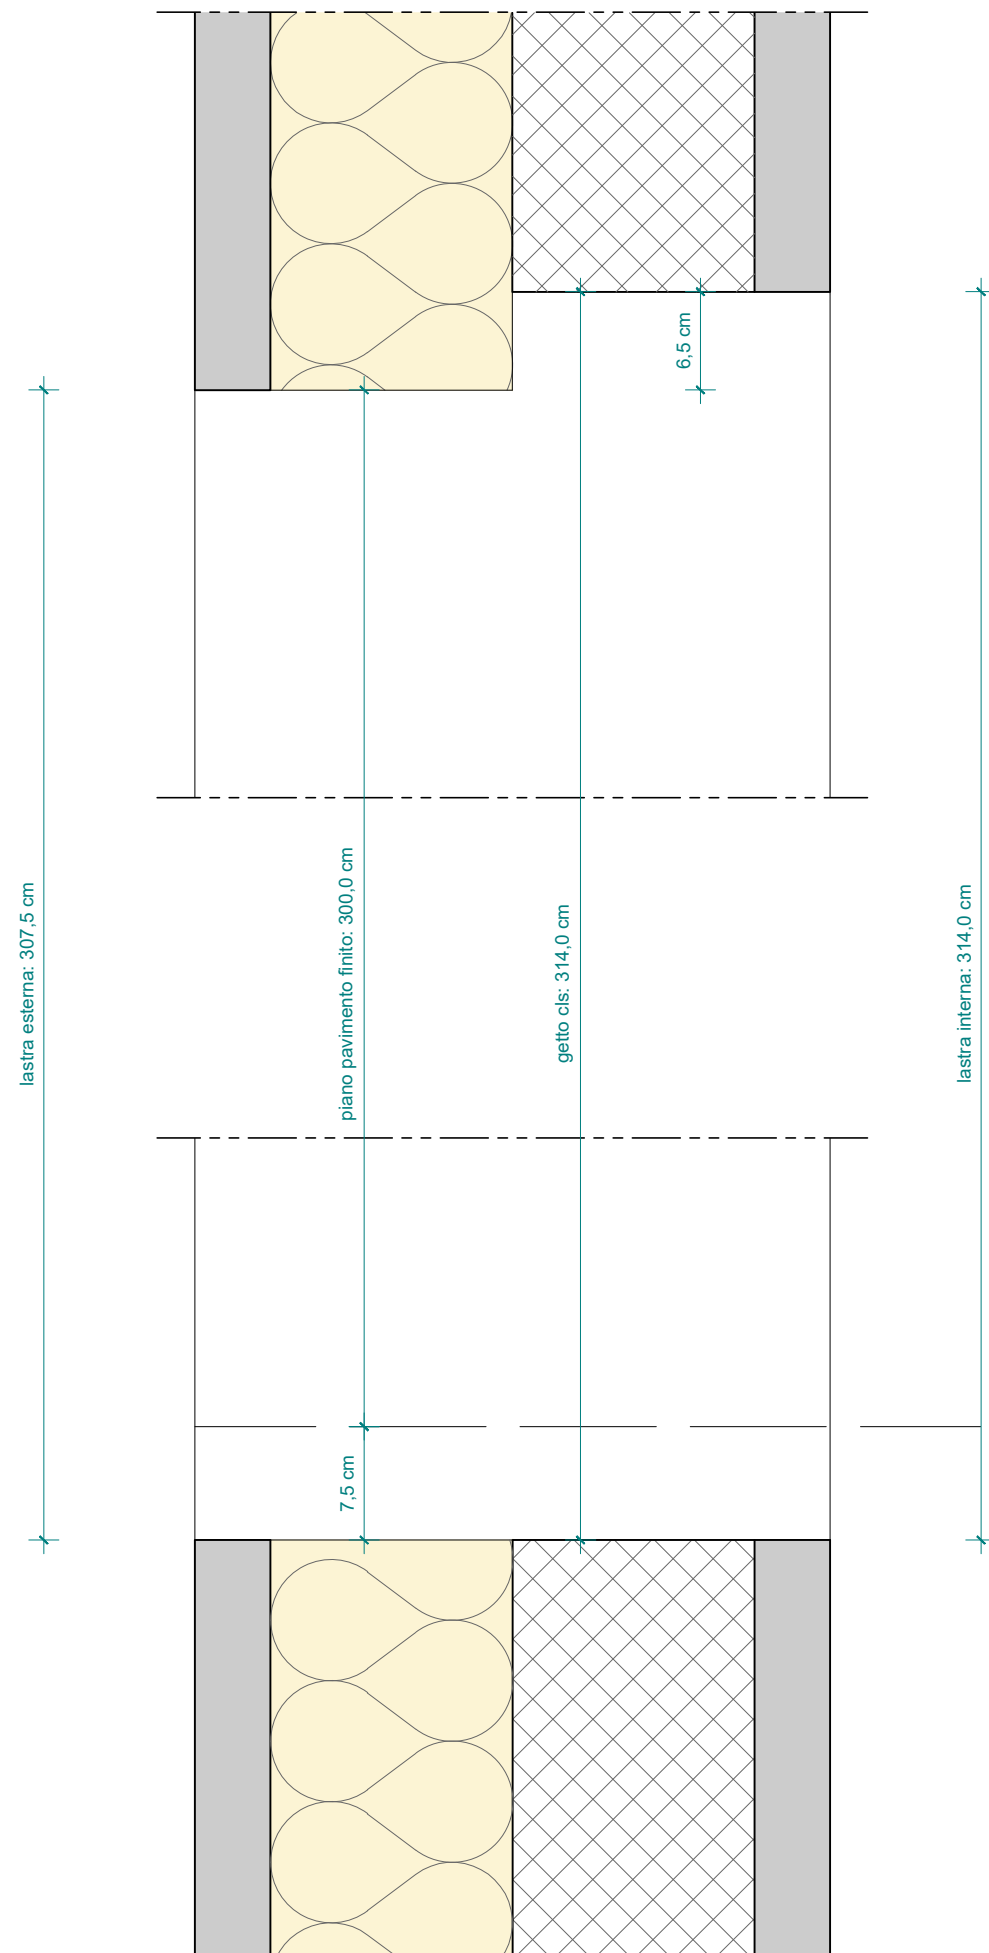 6,5 cm
lastra esterna: 307,5 cm
piano pavimento finito: 300,0 cm
getto cls: 314,0 cm
lastra interna: 314,0 cm
7,5 cm